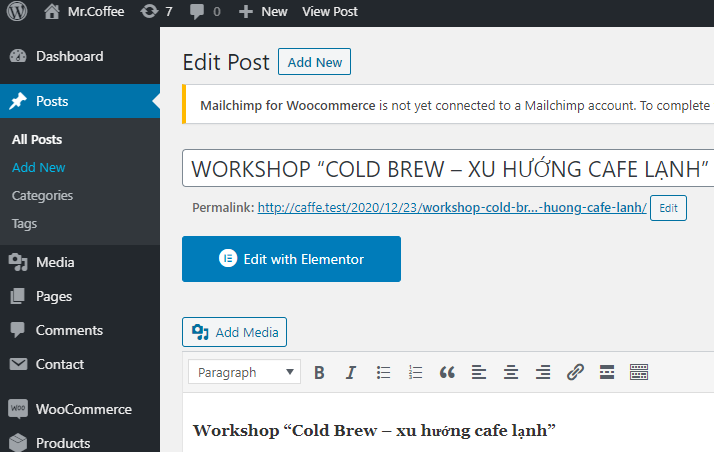 Mr.Coffee 7 0 New View Post
Dashboard
Posts
All Posts
Add New
Categories
Tags
Media
Pages
Comments
Contact
WOO WooCommerce
Products
Edit Post Add New
Mailchimp for Woocommerce is not yet connected to a Mailchimp account. To complete
WORKSHOP “COLD BREW – XU HƯỚNG CAFE LẠNH”
Permalink: http://caffe.test/2020/12/23/workshop-cold-br...-huong-cafe-lanh/ Edit
Edit with Elementor
Add Media
Paragraph B I
Workshop “Cold Brew – xu hướng cafe lạnh”